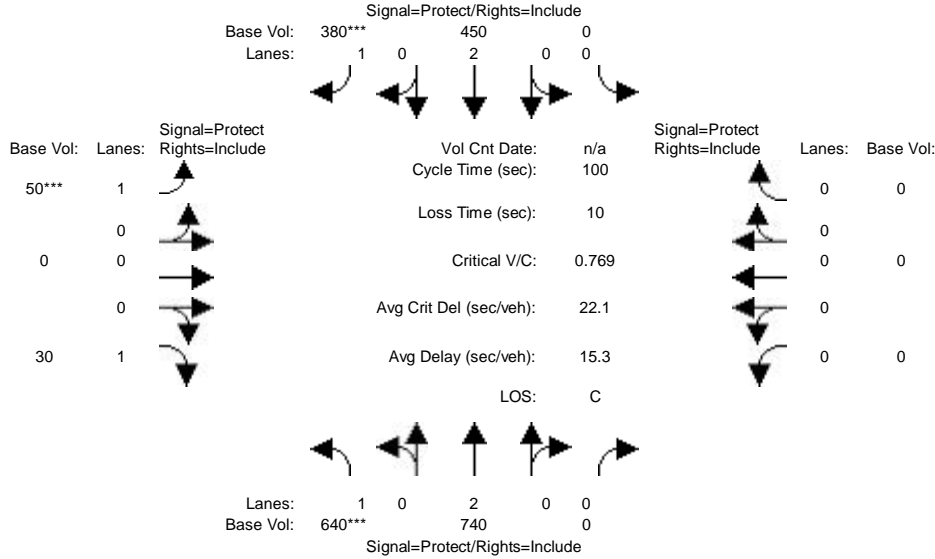 Signal=Protect/Rights=Include
Base Vol: 380*** 450 0
Lanes: 1 0 2 0 0
Signal=Protect
Base Vol: Lanes: Rights=Include
Vol Cnt Date: n/a
Signal=Protect
Rights=Include Lanes: Base Vol:
Cycle Time (sec): 100
50*** 1
0 0
Loss Time (sec): 10
0
0
0 0
Critical V/C: 0.769
0 0
0
Avg Crit Del (sec/veh): 22.1
0
30 1
Avg Delay (sec/veh): 15.3
0 0
LOS: C
Lanes: 1 0 2 0 0
Base Vol: 640*** 740 0
Signal=Protect/Rights=Include